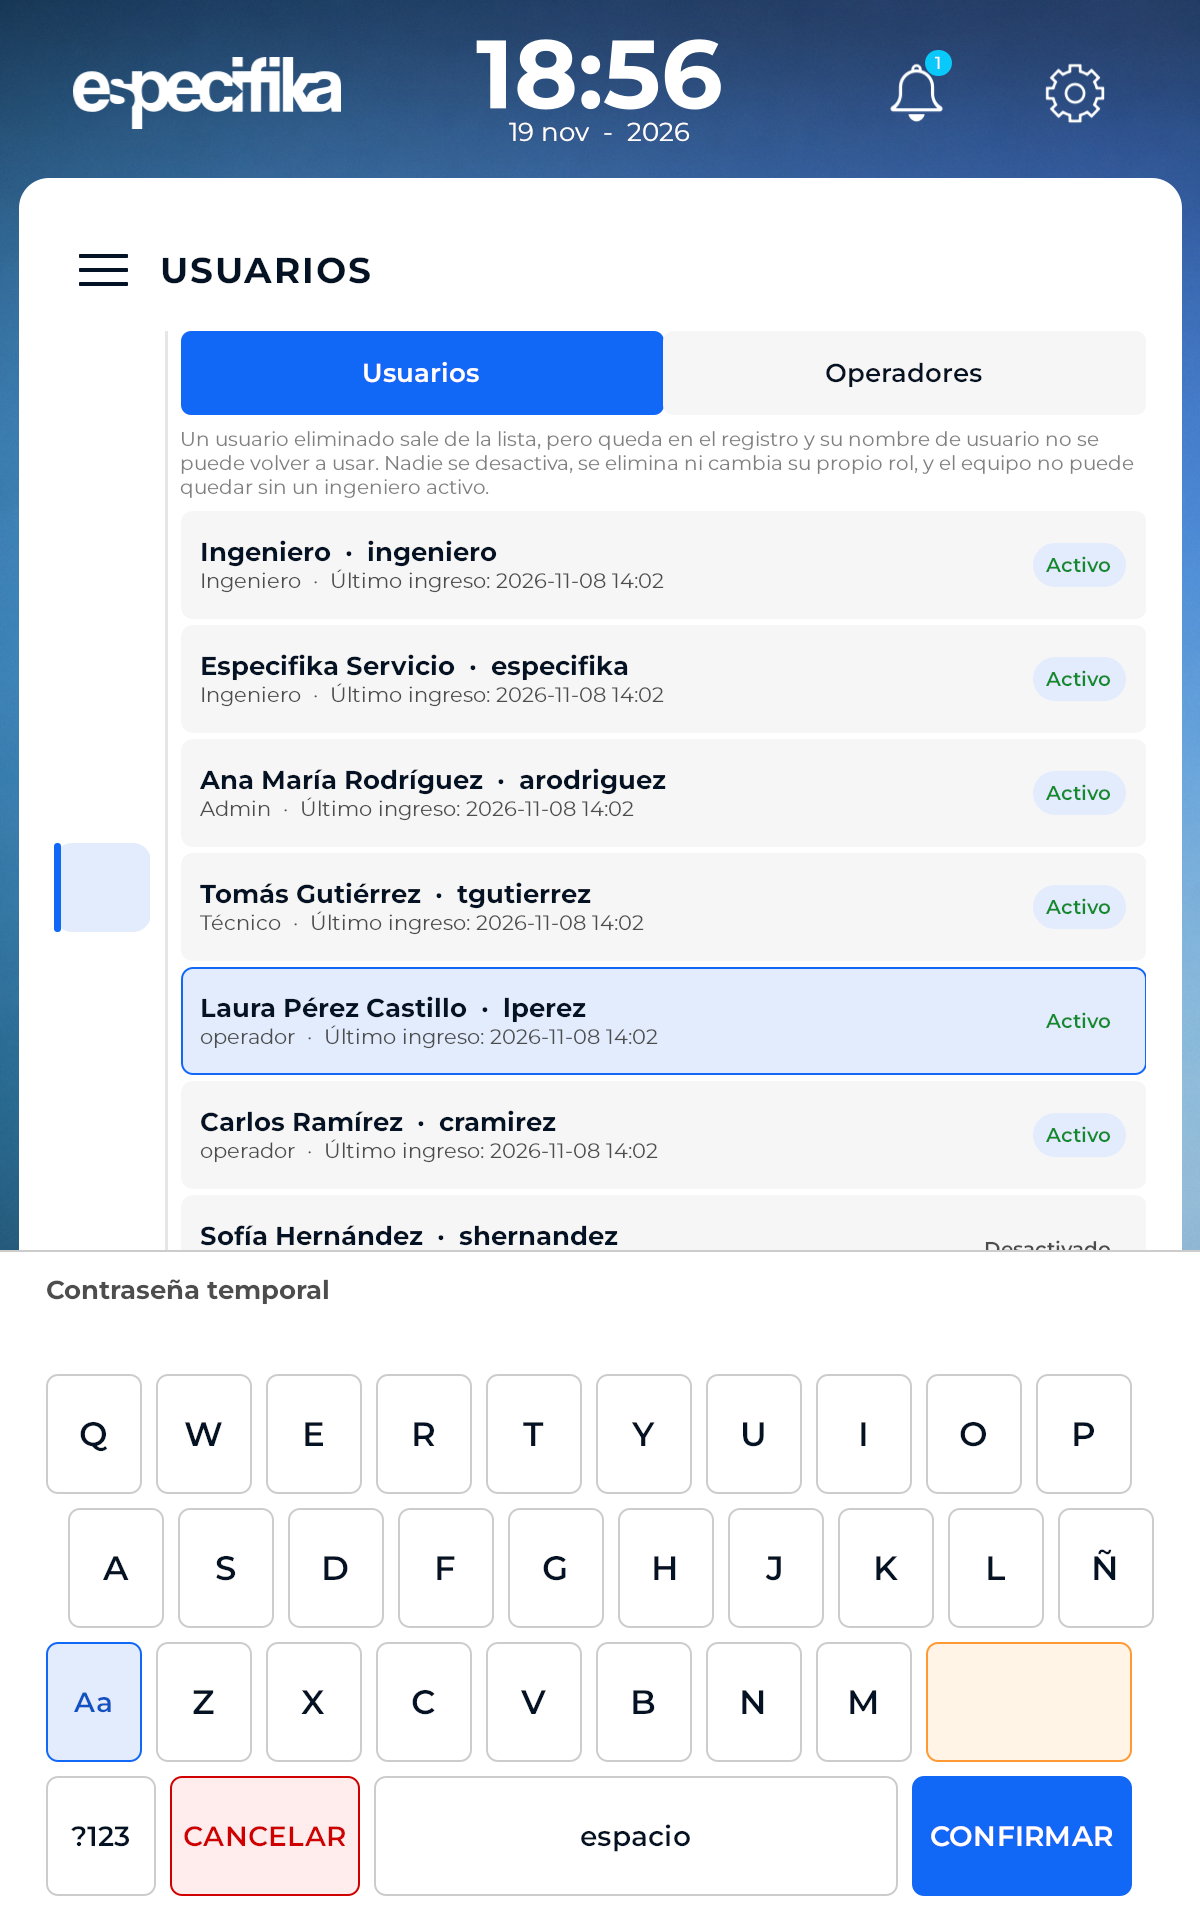 especifika
18:56
19 nov - 2026
1
USUARIOS
Usuarios
Operadores
Un usuario eliminado sale de la lista, pero queda en el registro y su nombre de usuario no se
puede volver a usar. Nadie se desactiva, se elimina ni cambia su propio rol, y el equipo no puede
quedar sin un ingeniero activo.
Ingeniero · ingeniero
Ingeniero · Último ingreso: 2026-11-08 14:02
Activo
Especifika Servicio · especifika
Ingeniero · Último ingreso: 2026-11-08 14:02
Activo
Ana María Rodríguez · arodriguez
Admin · Último ingreso: 2026-11-08 14:02
Activo
Tomás Gutiérrez · tgutierrez
Técnico · Último ingreso: 2026-11-08 14:02
Activo
Laura Pérez Castillo · lperez
operador · Último ingreso: 2026-11-08 14:02
Activo
Carlos Ramírez · cramirez
operador · Último ingreso: 2026-11-08 14:02
Activo
Sofía Hernández · shernandez
Desactivado
Contraseña temporal
Q W E R T Y U I O P
A S D F G H J K L Ñ
Aa Z X C V B N M
?123 CANCELAR espacio CONFIRMAR